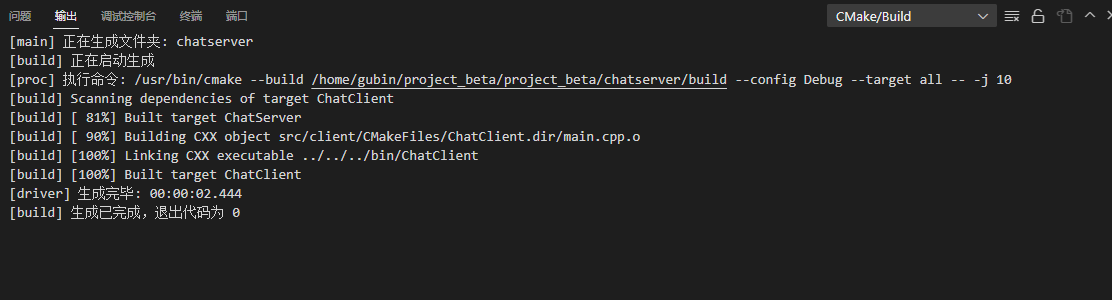 问题 输出 调试控制台 终端 端口 CMake/Build
[main] 正在生成文件夹: chatserver
[build] 正在启动生成
[proc] 执行命令: /usr/bin/cmake --build /home/gubin/project_beta/project_beta/chatserver/build --config Debug --target all -- -j 10
[build] Scanning dependencies of target ChatClient
[build] [ 81%] Built target ChatServer
[build] [ 90%] Building CXX object src/client/CMakeFiles/ChatClient.dir/main.cpp.o
[build] [100%] Linking CXX executable ../../../bin/ChatClient
[build] [100%] Built target ChatClient
[driver] 生成完毕: 00:00:02.444
[build] 生成已完成，退出代码为 0